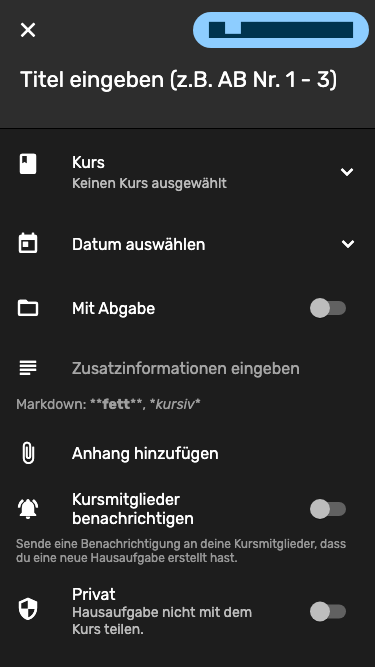 Titel eingeben (z.B. AB Nr. 1 - 3)
Kurs
Keinen Kurs ausgewählt
Datum auswählen
Mit Abgabe
Zusatzinformationen eingeben
Markdown: **fett**, *kursiv*
Anhang hinzufügen
Kursmitglieder
benachrichtigen
Sende eine Benachrichtigung an deine Kursmitglieder, dass
du eine neue Hausaufgabe erstellt hast.
Privat
Hausaufgabe nicht mit dem
Kurs teilen.